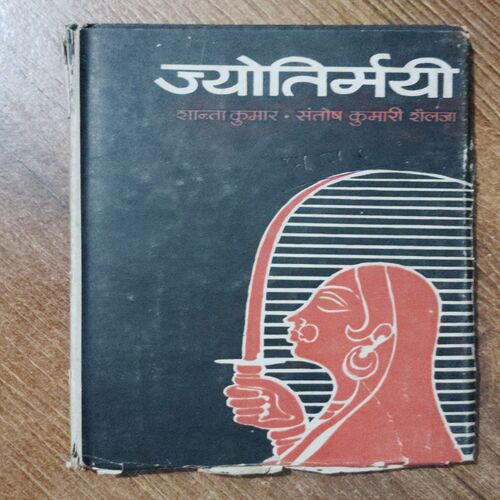 ज्योतिर्मयी
शान्ता कुमार • संतोष कुमारी शैलजा